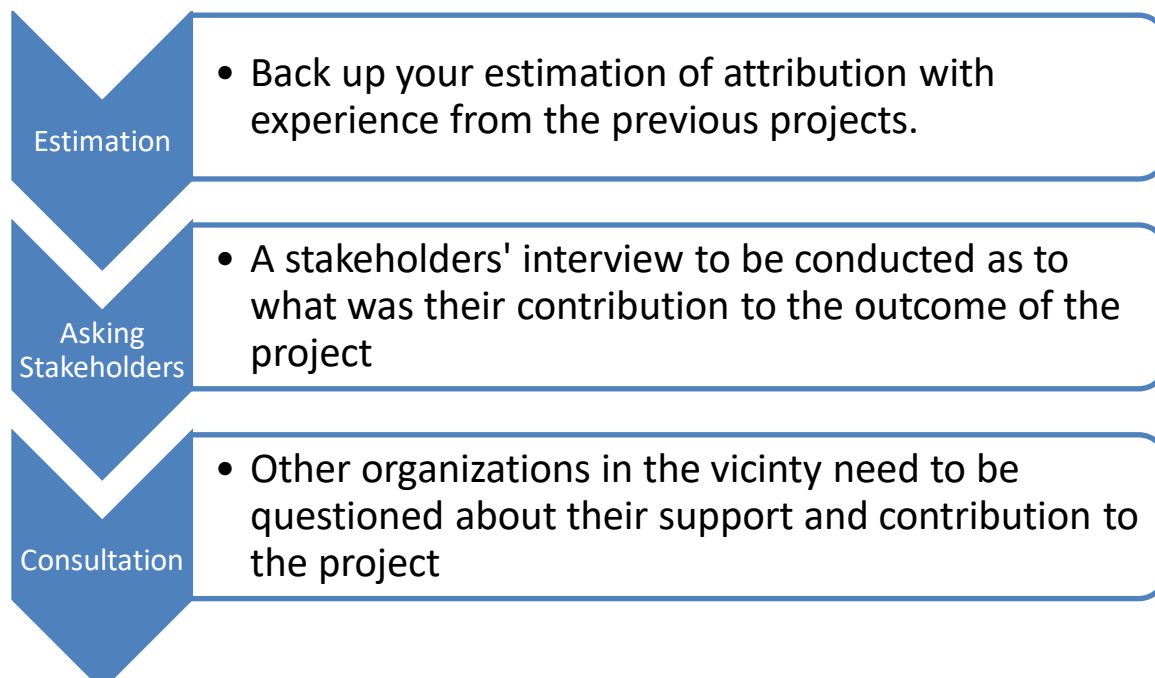 Estimation
• Back up your estimation of attribution with
experience from the previous projects.
Asking
Stakeholders
• A stakeholders' interview to be conducted as to
what was their contribution to the outcome of the
project
Consultation
• Other organizations in the vicinty need to be
questioned about their support and contribution to
the project